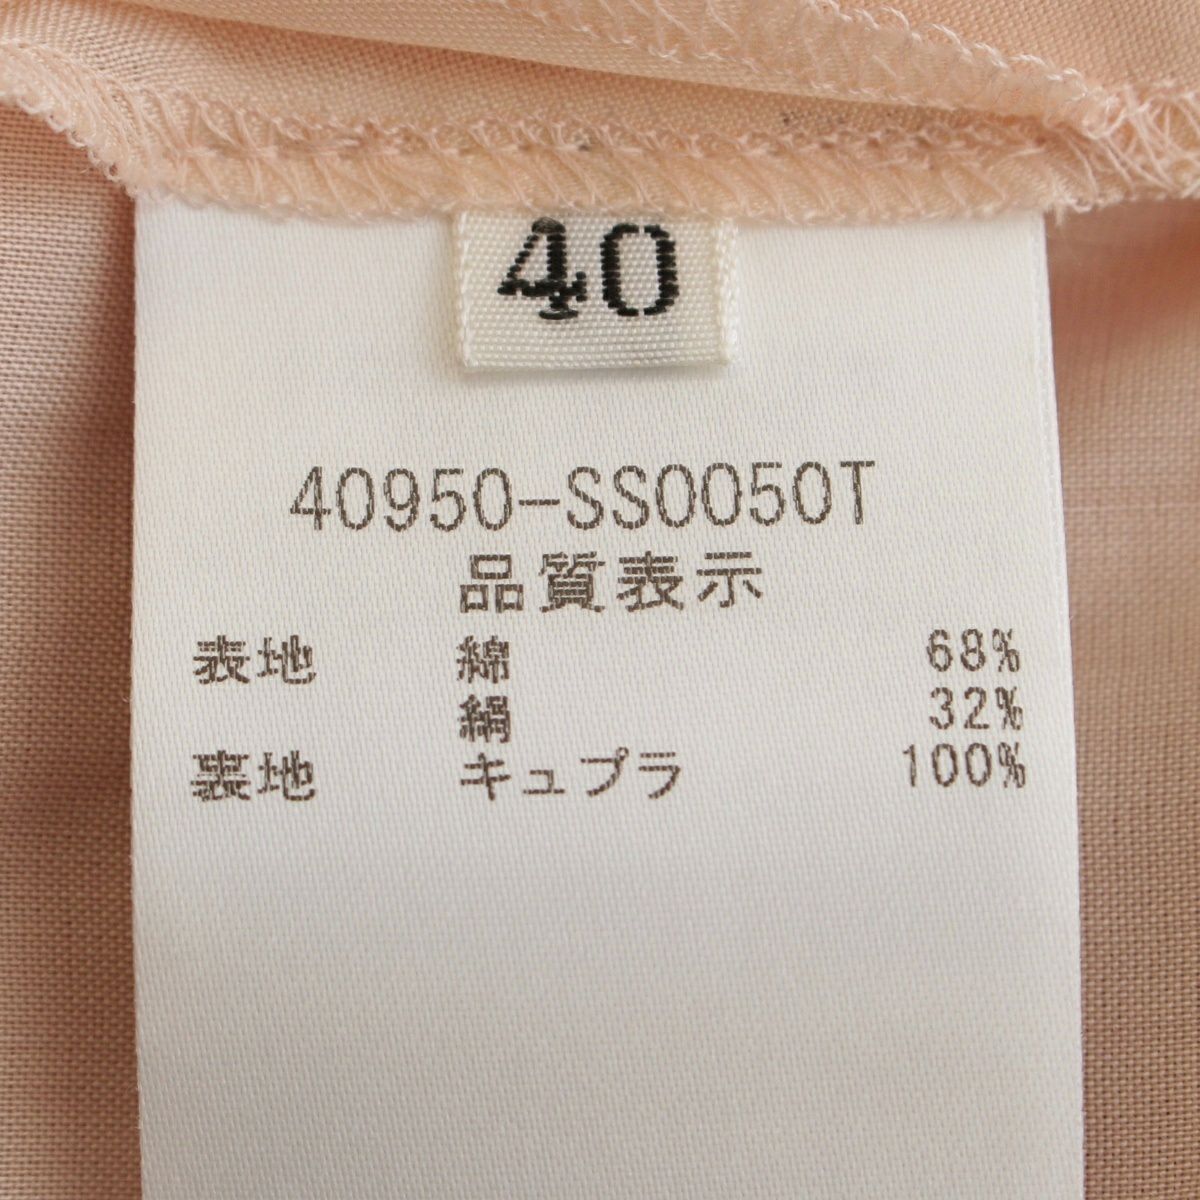 40
40950-SS0050T
品質表示
表地 綿 68%
絹 32%
裏地 キュプラ 100%